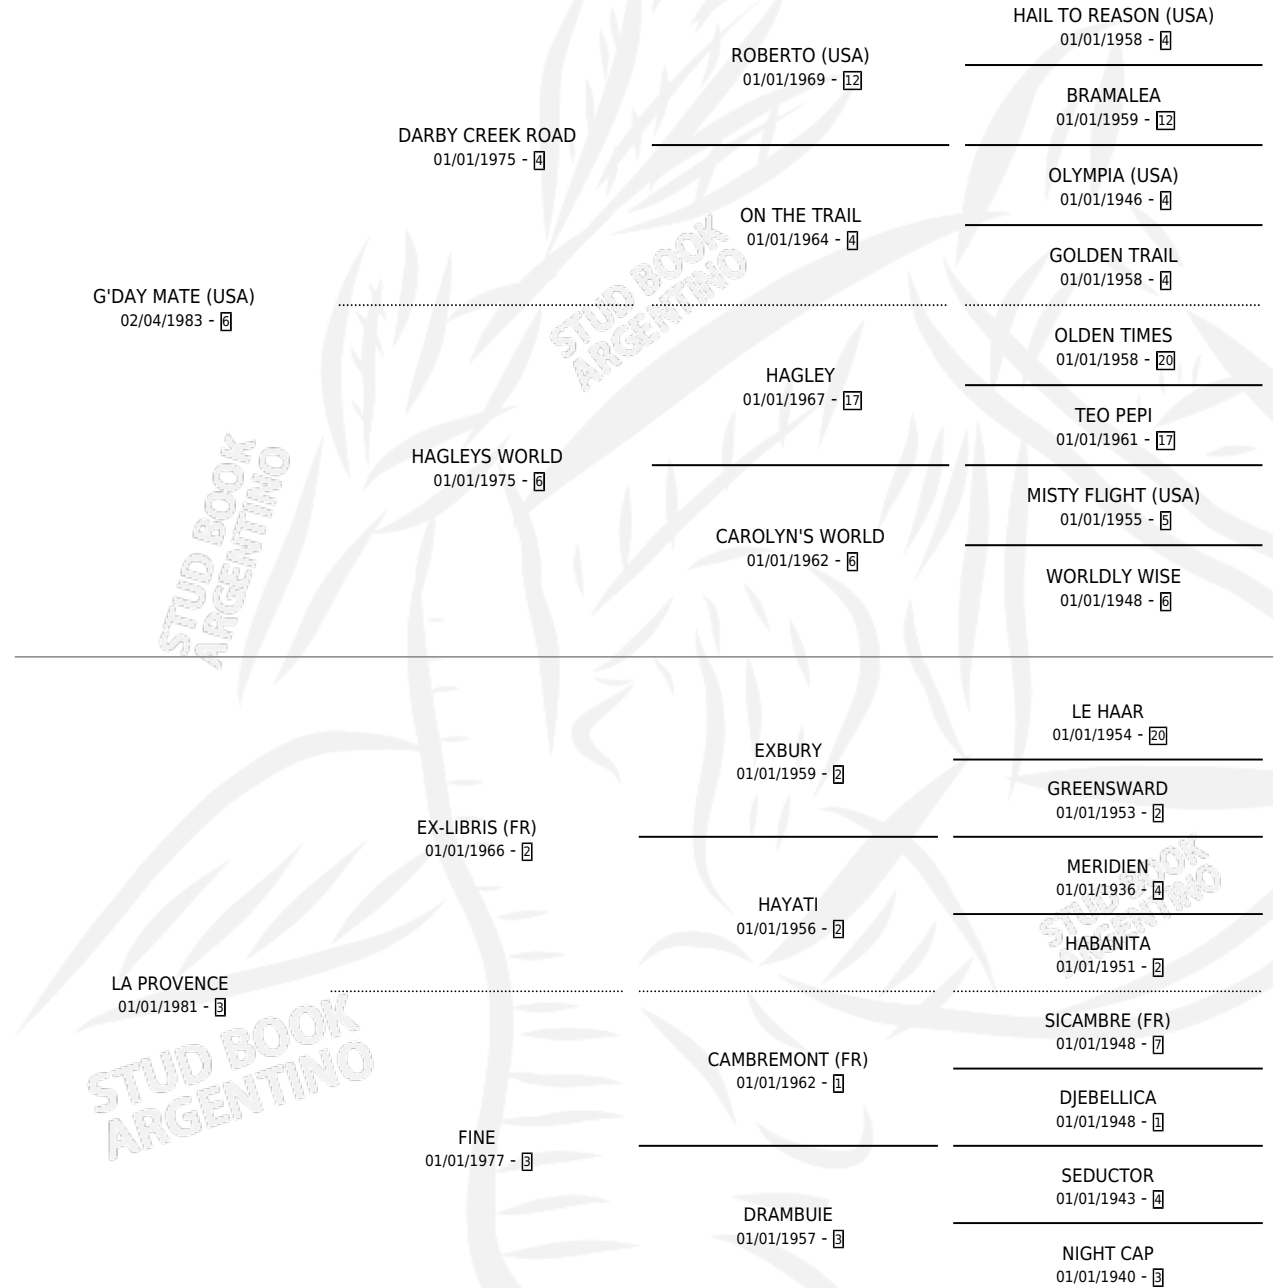 HAIL TO REASON (USA)
01/01/1958 - 4
ROBERTO (USA)
01/01/1969 - 12
BRAMALEA
01/01/1959 - 12
DARBY CREEK ROAD
01/01/1975 - 4
OLYMPIA (USA)
01/01/1946 - 4
ON THE TRAIL
01/01/1964 - 4
GOLDEN TRAIL
01/01/1958 - 4
G'DAY MATE (USA)
02/04/1983 - 6
OLDEN TIMES
01/01/1958 - 20
HAGLEY
01/01/1967 - 17
TEO PEPI
01/01/1961 - 17
HAGLEYS WORLD
01/01/1975 - 6
MISTY FLIGHT (USA)
01/01/1955 - 5
CAROLYN'S WORLD
01/01/1962 - 6
WORLDLY WISE
01/01/1948 - 6
LE HAAR
01/01/1954 - 20
EXBURY
01/01/1959 - 2
GREENSWARD
01/01/1953 - 2
EX-LIBRIS (FR)
01/01/1966 - 2
MERIDIEN
01/01/1936 - 4
HAYATI
01/01/1956 - 2
HABANITA
01/01/1951 - 2
LA PROVENCE
01/01/1981 - 3
SICAMBRE (FR)
01/01/1948 - 7
CAMBREMONT (FR)
01/01/1962 - 1
DJEBELLICA
01/01/1948 - 1
FINE
01/01/1977 - 3
SEDUCTOR
01/01/1943 - 4
DRAMBUIE
01/01/1957 - 3
NIGHT CAP
01/01/1940 - 3
STUD BOOK
ARGENTINO
STUD BOOK
ARGENTINO
STUD BOOK
ARGENTINO
STUD BOOK
ARGENTINO